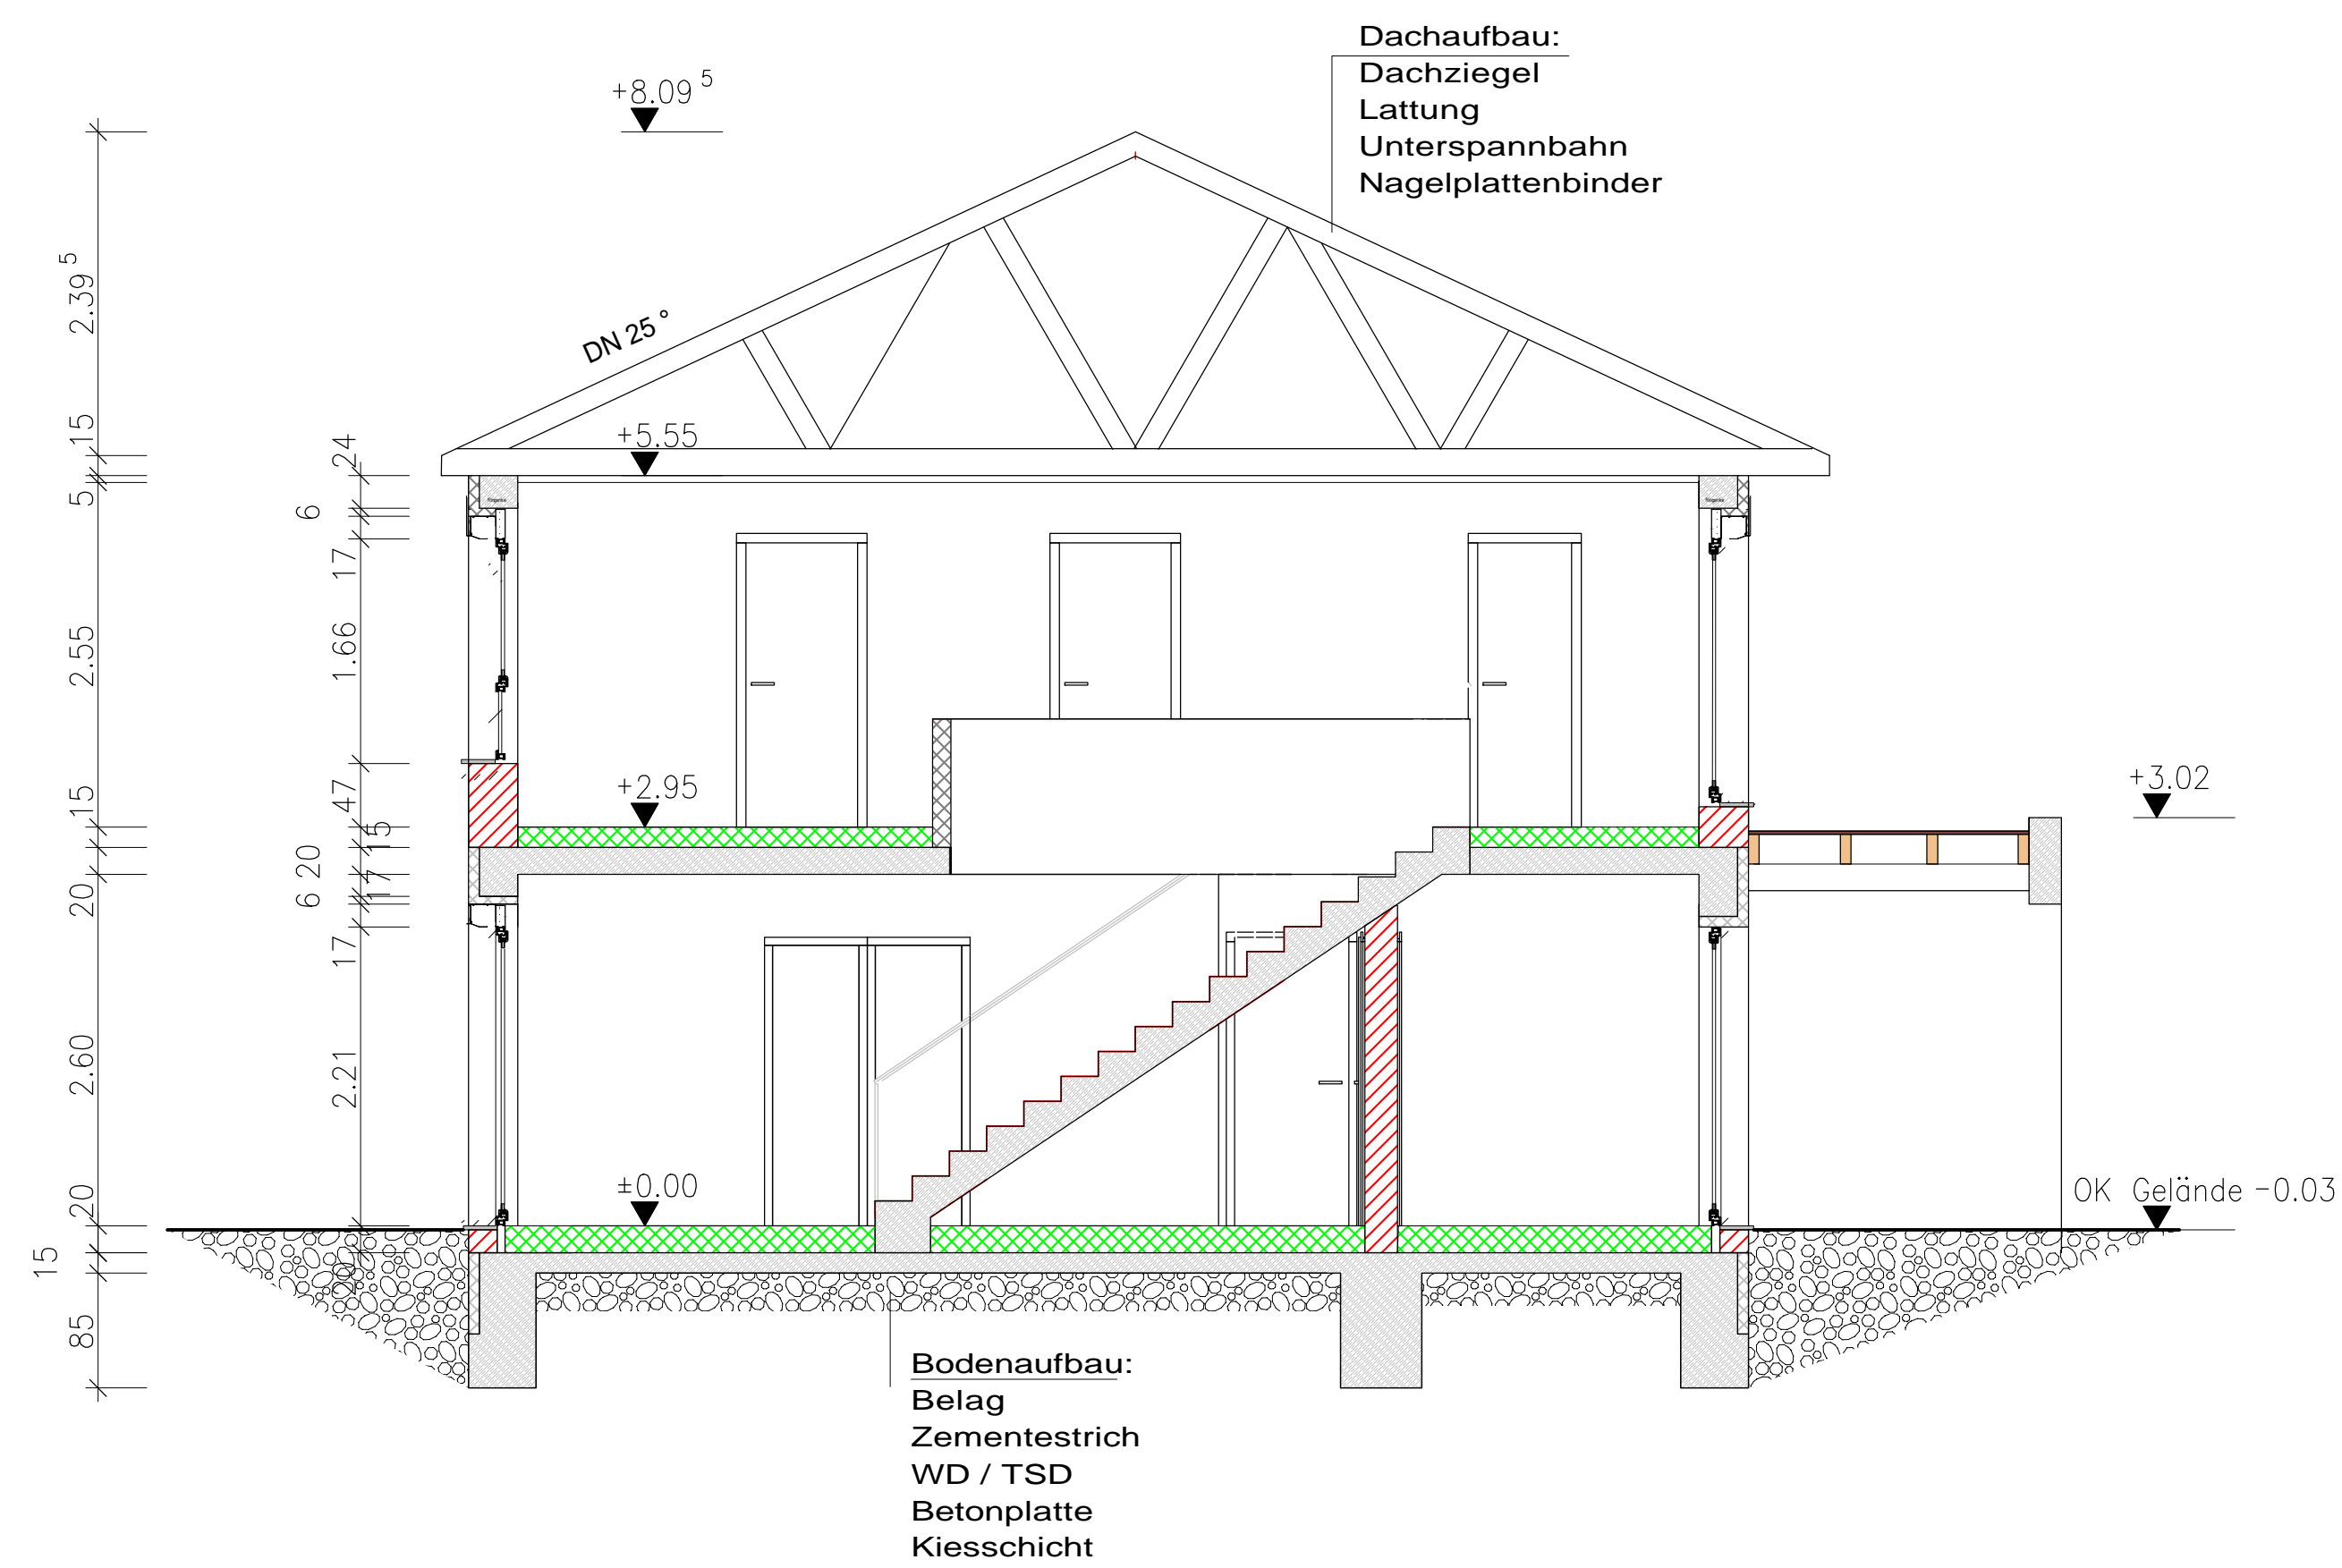 Dachaufbau:
Dachziegel
Lattung
Unterspannbahn
Nagelplattenbinder
+8.09 5
2.39 5
DN 25°
15
24
+5.55
5
6
17
2.55
1.66
+2.95
+3.02
15
47
15
20
6
17
20
17
2.60
2.21
±0.00
OK Gelände -0.03
20
15
20
85
Bodenaufbau:
Belag
Zementestrich
WD / TSD
Betonplatte
Kiesschicht